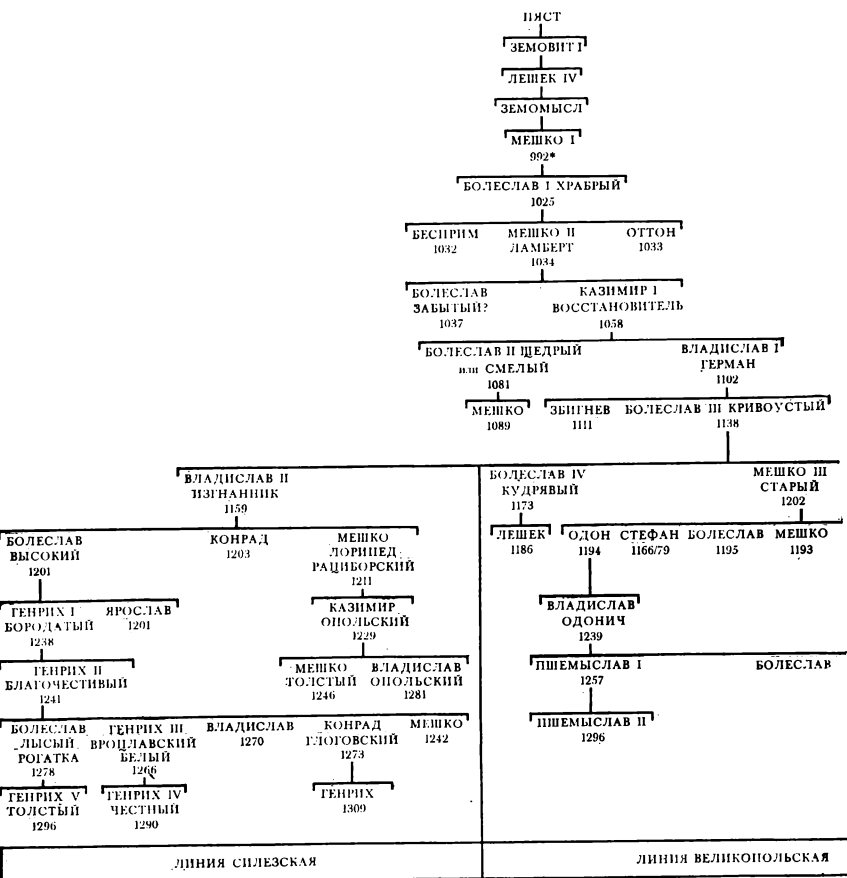 ПЯСТ
ЗЕМОВИТ I
ЛЕШЕК IV
ЗЕМОМЫСЛ
МЕШКО I
992*
БОЛЕСЛАВ I ХРАБРЫЙ
1025
БЕСПРИМ МЕШКО II ОТТОН
1032 ЛАМБЕРТ 1033
1034
БОЛЕСЛАВ КАЗИМИР I
ЗАБЫТЫЙ? ВОССТАНОВИТЕЛЬ
1037 1058
БОЛЕСЛАВ II ЩЕДРЫЙ ВЛАДИСЛАВ I
или СМЕЛЫЙ ГЕРМАН
1081 1102
МЕШКО ЗБИГНЕВ БОЛЕСЛАВ III КРИВОУСТЫЙ
1089 1111 1138
ВЛАДИСЛАВ II БОЛЕСЛАВ IV МЕШКО III
ИЗГНАННИК КУДРЯВЫЙ СТАРЫЙ
1159 1173 1202
БОЛЕСЛАВ КОНРАД МЕШКО ЛЕШЕК ОДОН СТЕФАН БОЛЕСЛАВ МЕШКО
ВЫСОКИЙ 1203 ЛОРИПЕД 1186 1194 1166/79 1195 1193
1201 РАЦИБОРСКИЙ
1211
ГЕНРИХ I ЯРОСЛАВ КАЗИМИР ВЛАДИСЛАВ
БОРОДАТЫЙ 1201 ОПОЛЬСКИЙ ОДОНИЧ
1238 1229 1239
ГЕНРИХ II МЕШКО ВЛАДИСЛАВ ПШЕМЫСЛАВ I БОЛЕСЛАВ
БЛАГОЧЕСТИВЫЙ ТОЛСТЫЙ ОПОЛЬСКИЙ 1257
1241 1246 1281
БОЛЕСЛАВ ГЕНРИХ III ВЛАДИСЛАВ КОНРАД МЕШКО ПШЕМЫСЛАВ II
ЛЫСЫЙ ВРОЦЛАВСКИЙ 1270 ГЛОГОВСКИЙ 1242 1296
РОГАТКА БЕЛЫЙ 1273
1278 1266
ГЕНРИХ V ГЕНРИХ IV ГЕНРИХ
ТОЛСТЫЙ ЧЕСТНЫЙ 1309
1296 1290
ЛИНИЯ СИЛЕЗСКАЯ ЛИНИЯ ВЕЛИКОПОЛЬСКАЯ